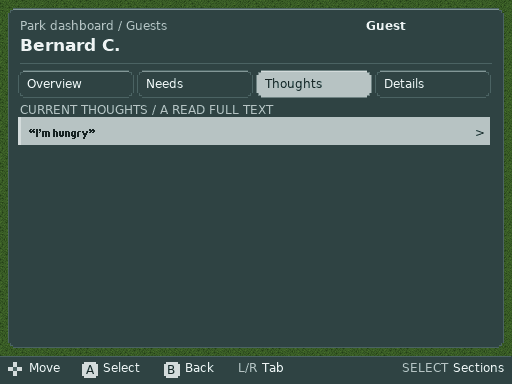 Park dashboard / Guests
Guest
Bernard C.
Overview
Needs
Thoughts
Details
CURRENT THOUGHTS / A READ FULL TEXT
“I'm hungry” >
Move
A Select
B Back
L/R Tab
SELECT Sections